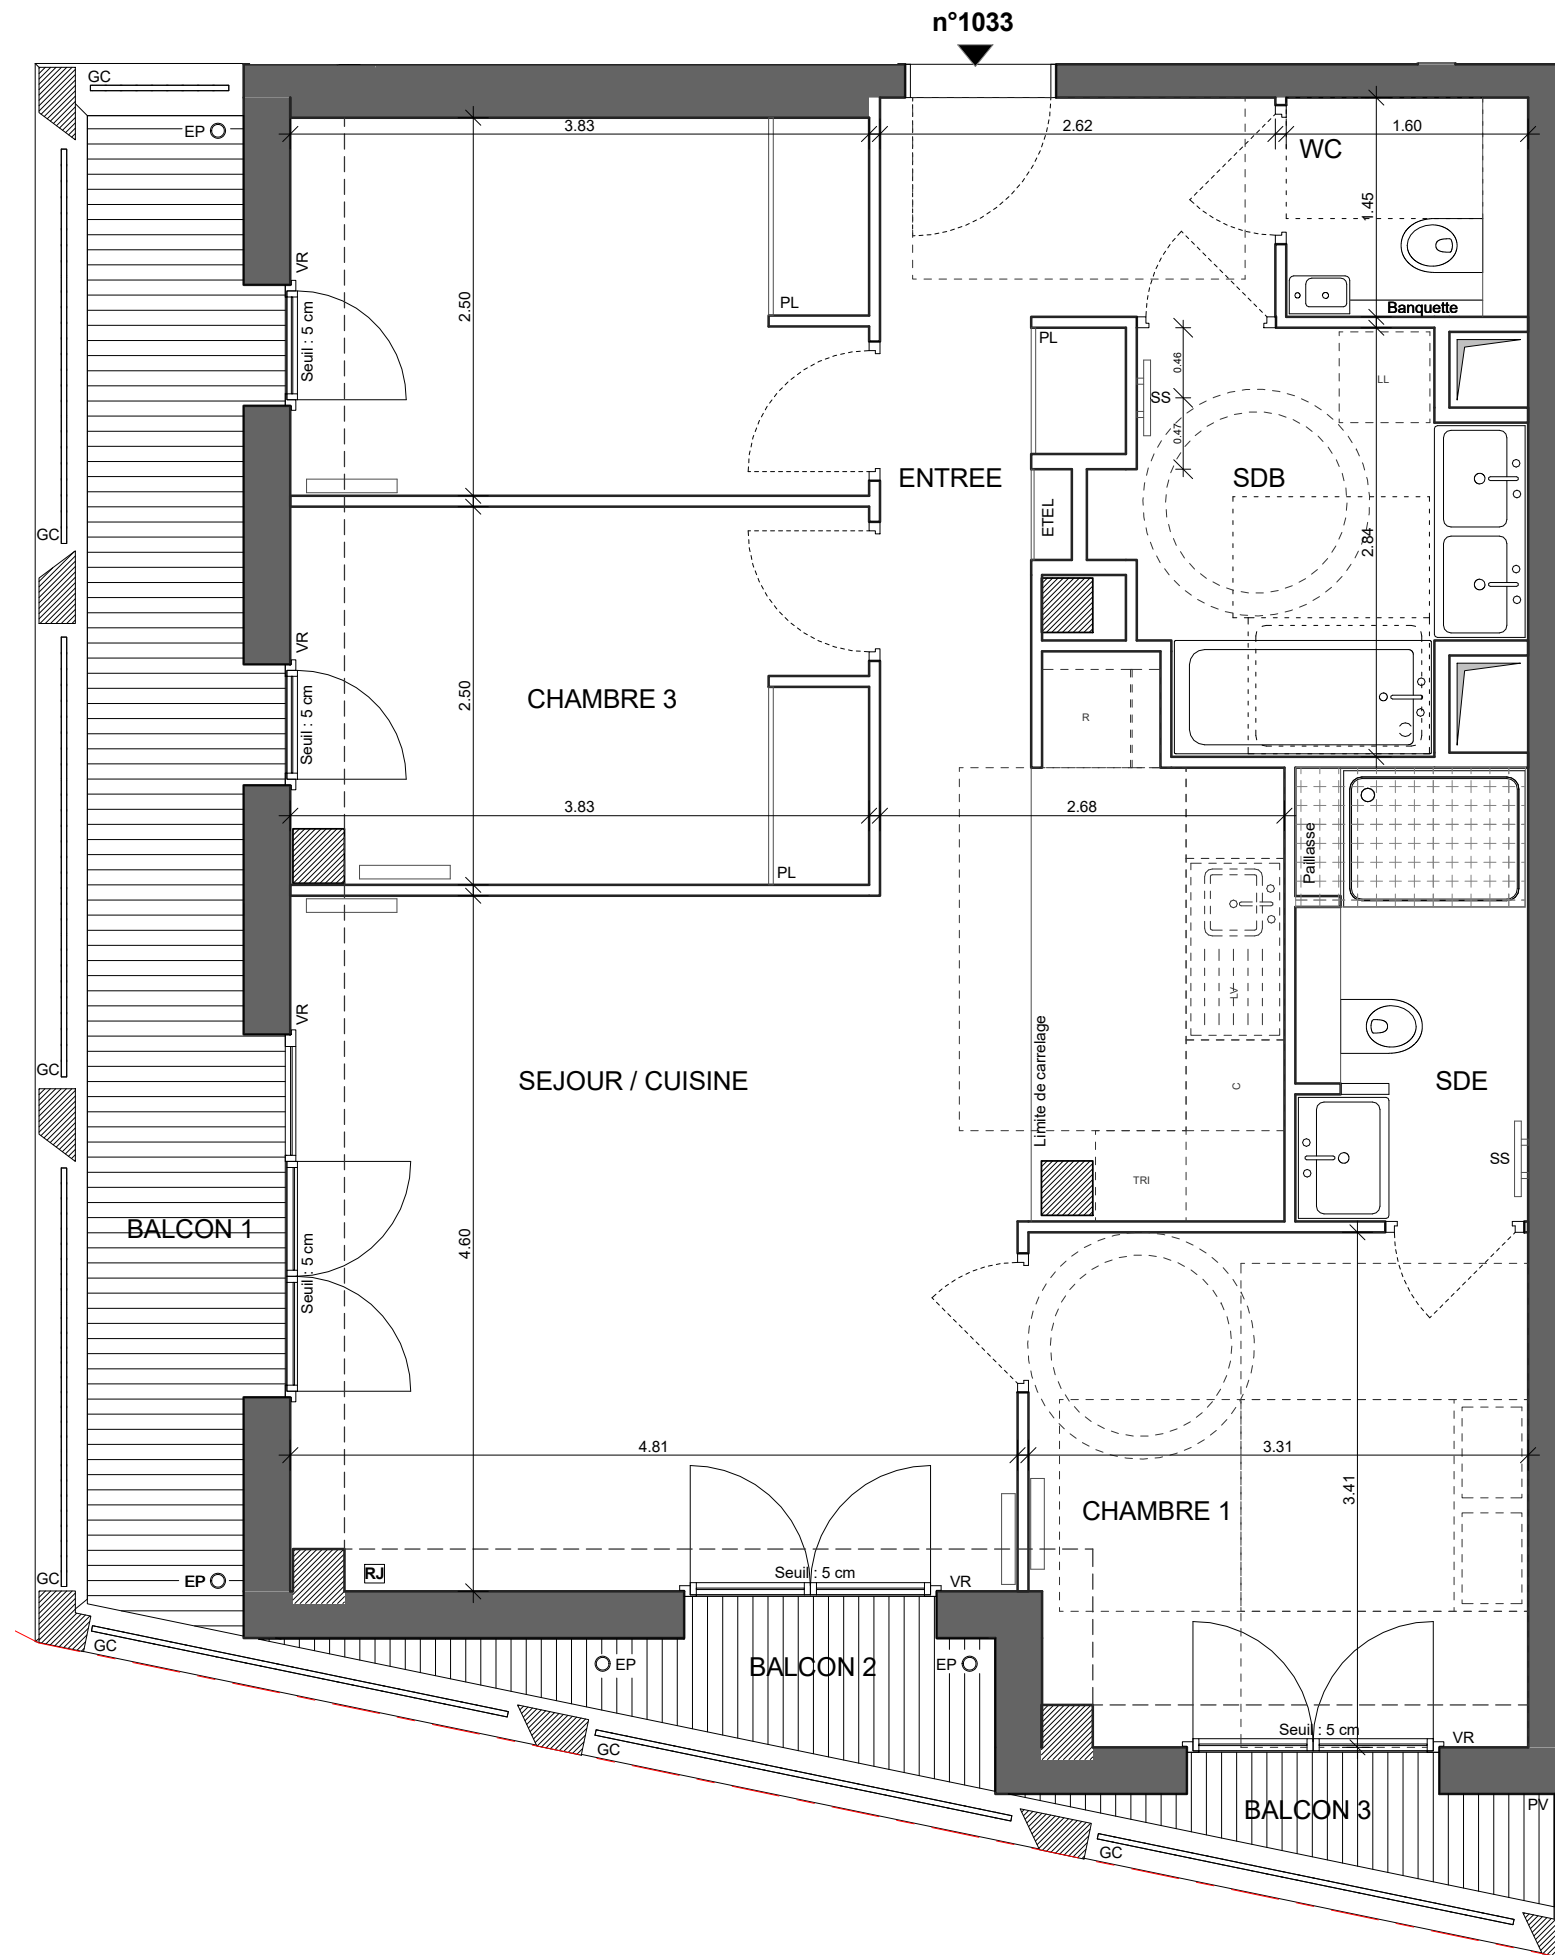 n°1033
GC
EP
3.83
2.62
1.60
WC
1.45
VR
2.50
Seuil : 5 cm
PL
Banquette
PL
0.46
SS
0.47
LL
ENTREE
SDB
ETEL
2.84
GC
VR
Seuil : 5 cm
2.50
CHAMBRE 3
R
3.83
2.68
Paillasse
PL
LV
VR
Limite de carrelage
GC
SEJOUR / CUISINE
C
SDE
TRI
SS
BALCON 1
Seuil : 5 cm
4.60
4.81
3.31
3.41
CHAMBRE 1
GC
EP
RJ
Seuil : 5 cm
VR
GC
EP
BALCON 2
EP
GC
Seuil : 5 cm
VR
BALCON 3
PV
GC